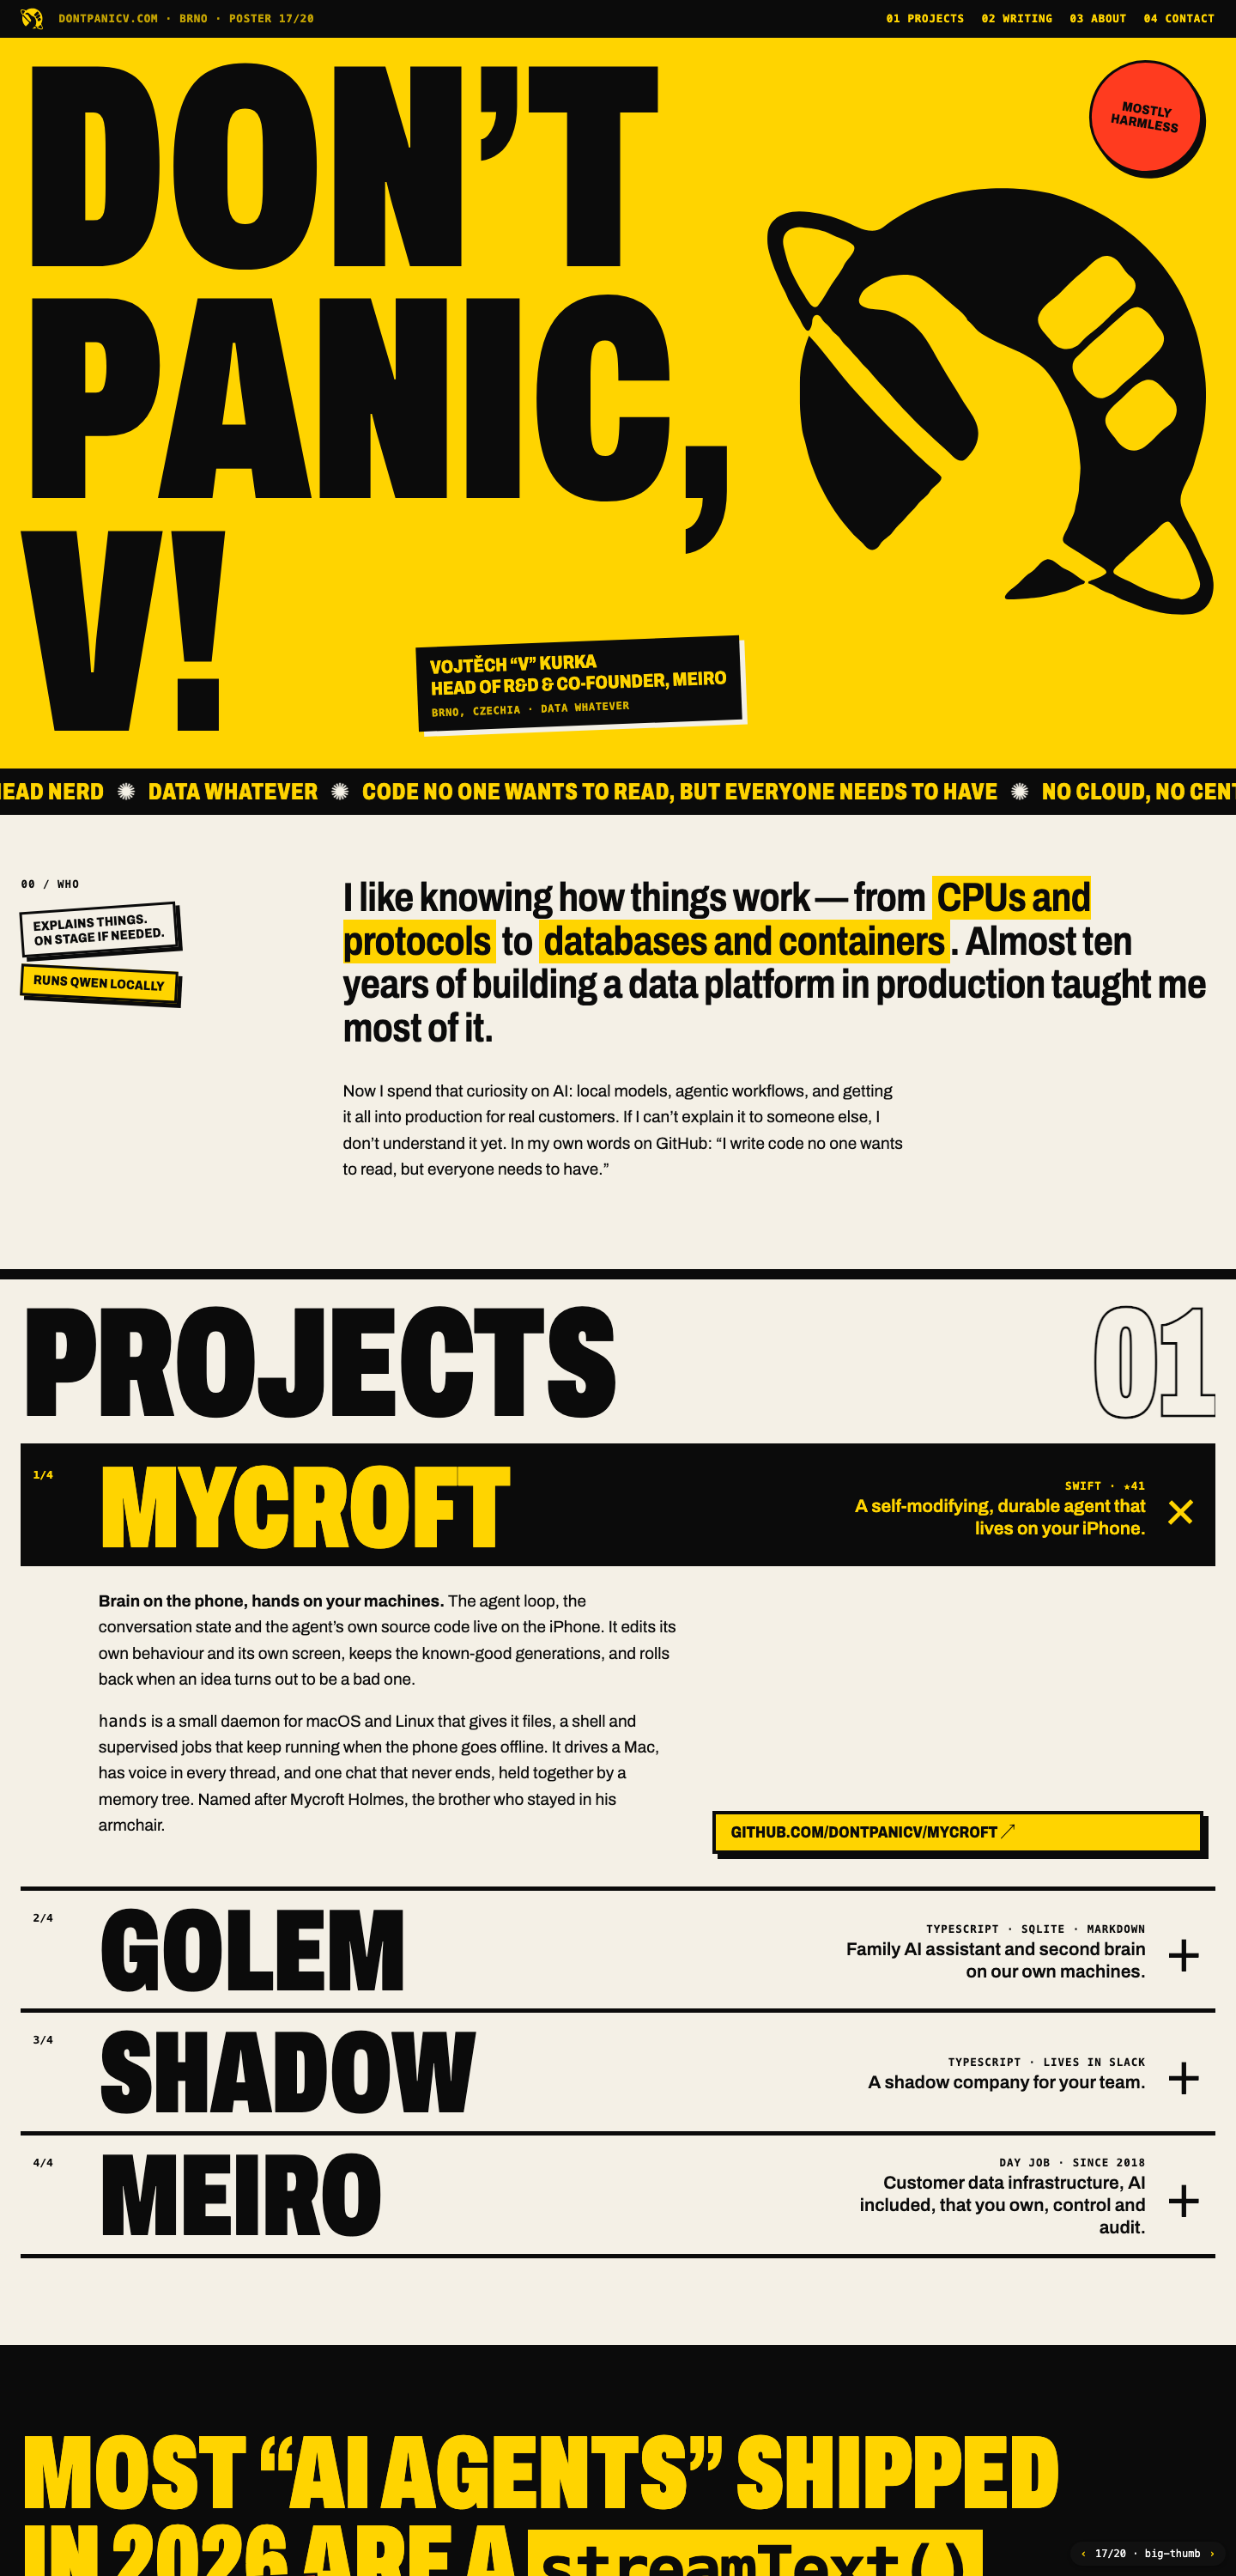 DONTPANICV.COM · BRNO · POSTER 17/20
01 PROJECTS 02 WRITING 03 ABOUT 04 CONTACT
DON’T
PANIC,
V!
MOSTLY
HARMLESS
VOJTĚCH “V” KURKA
HEAD OF R&D & CO-FOUNDER, MEIRO
BRNO, CZECHIA · DATA WHATEVER
NERD ✺ DATA WHATEVER ✺ CODE NO ONE WANTS TO READ, BUT EVERYONE NEEDS TO HAVE ✺ NO CLOUD, NO
00 / WHO
EXPLAINS THINGS.
ON STAGE IF NEEDED.
RUNS QWEN LOCALLY
I like knowing how things work — from CPUs and
protocols to databases and containers. Almost ten
years of building a data platform in production taught me
most of it.
Now I spend that curiosity on AI: local models, agentic workflows, and getting
it all into production for real customers. If I can’t explain it to someone else, I
don’t understand it yet. In my own words on GitHub: “I write code no one wants
to read, but everyone needs to have.”
PROJECTS
01
1/4
MYCROFT
SWIFT · ★41
A self-modifying, durable agent that
lives on your iPhone.
×
Brain on the phone, hands on your machines. The agent loop, the
conversation state and the agent’s own source code live on the iPhone. It edits its
own behaviour and its own screen, keeps the known-good generations, and rolls
back when an idea turns out to be a bad one.
hands is a small daemon for macOS and Linux that gives it files, a shell and
supervised jobs that keep running when the phone goes offline. It drives a Mac,
has voice in every thread, and one chat that never ends, held together by a
memory tree. Named after Mycroft Holmes, the brother who stayed in his
armchair.
GITHUB.COM/DONTPANICV/MYCROFT ↗
2/4
GOLEM
TYPESCRIPT · SQLITE · MARKDOWN
Family AI assistant and second brain
on our own machines.
+
3/4
SHADOW
TYPESCRIPT · LIVES IN SLACK
A shadow company for your team.
+
4/4
MEIRO
DAY JOB · SINCE 2018
Customer data infrastructure, AI
included, that you own, control and
audit.
+
MOST “AI AGENTS” SHIPPED
IN 2026 ARE A streamText()
‹ 17/20 · big-thumb ›